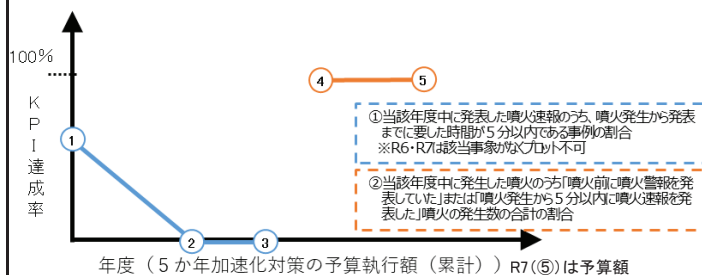 100%
KPI達成率
①
②
③
④
⑤
①当該年度中に発表した噴火速報のうち、噴火発生から発表
までに要した時間が5分以内である事例の割合
※R6・R7は該当事象がなくプロット不可
②当該年度中に発生した噴火のうち「噴火前に噴火警報を発
表していた」または「噴火発生から5分以内に噴火速報を発
表した」噴火の発生数の合計の割合
年度（5か年加速化対策の予算執行額（累計））R7(⑤)は予算額